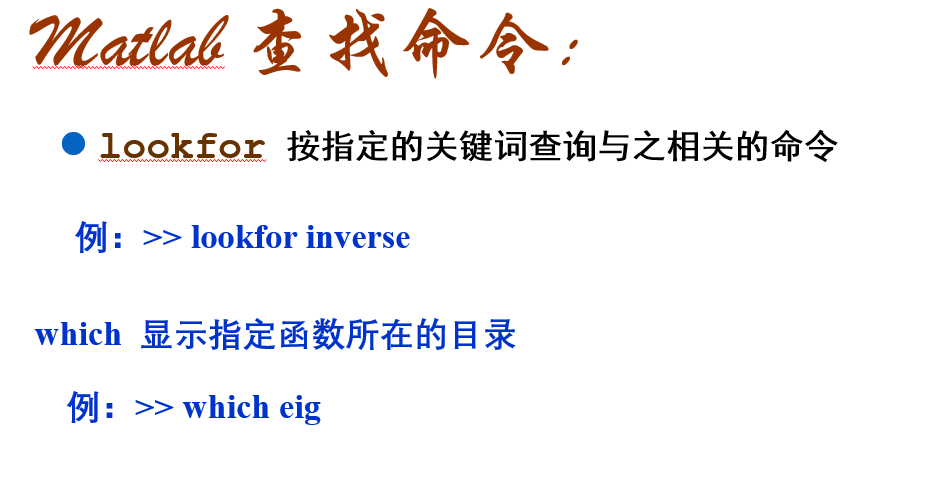 Matlab 查找命令：
lookfor 按指定的关键词查询与之相关的命令
例：>> lookfor inverse
which 显示指定函数所在的目录
例：>> which eig